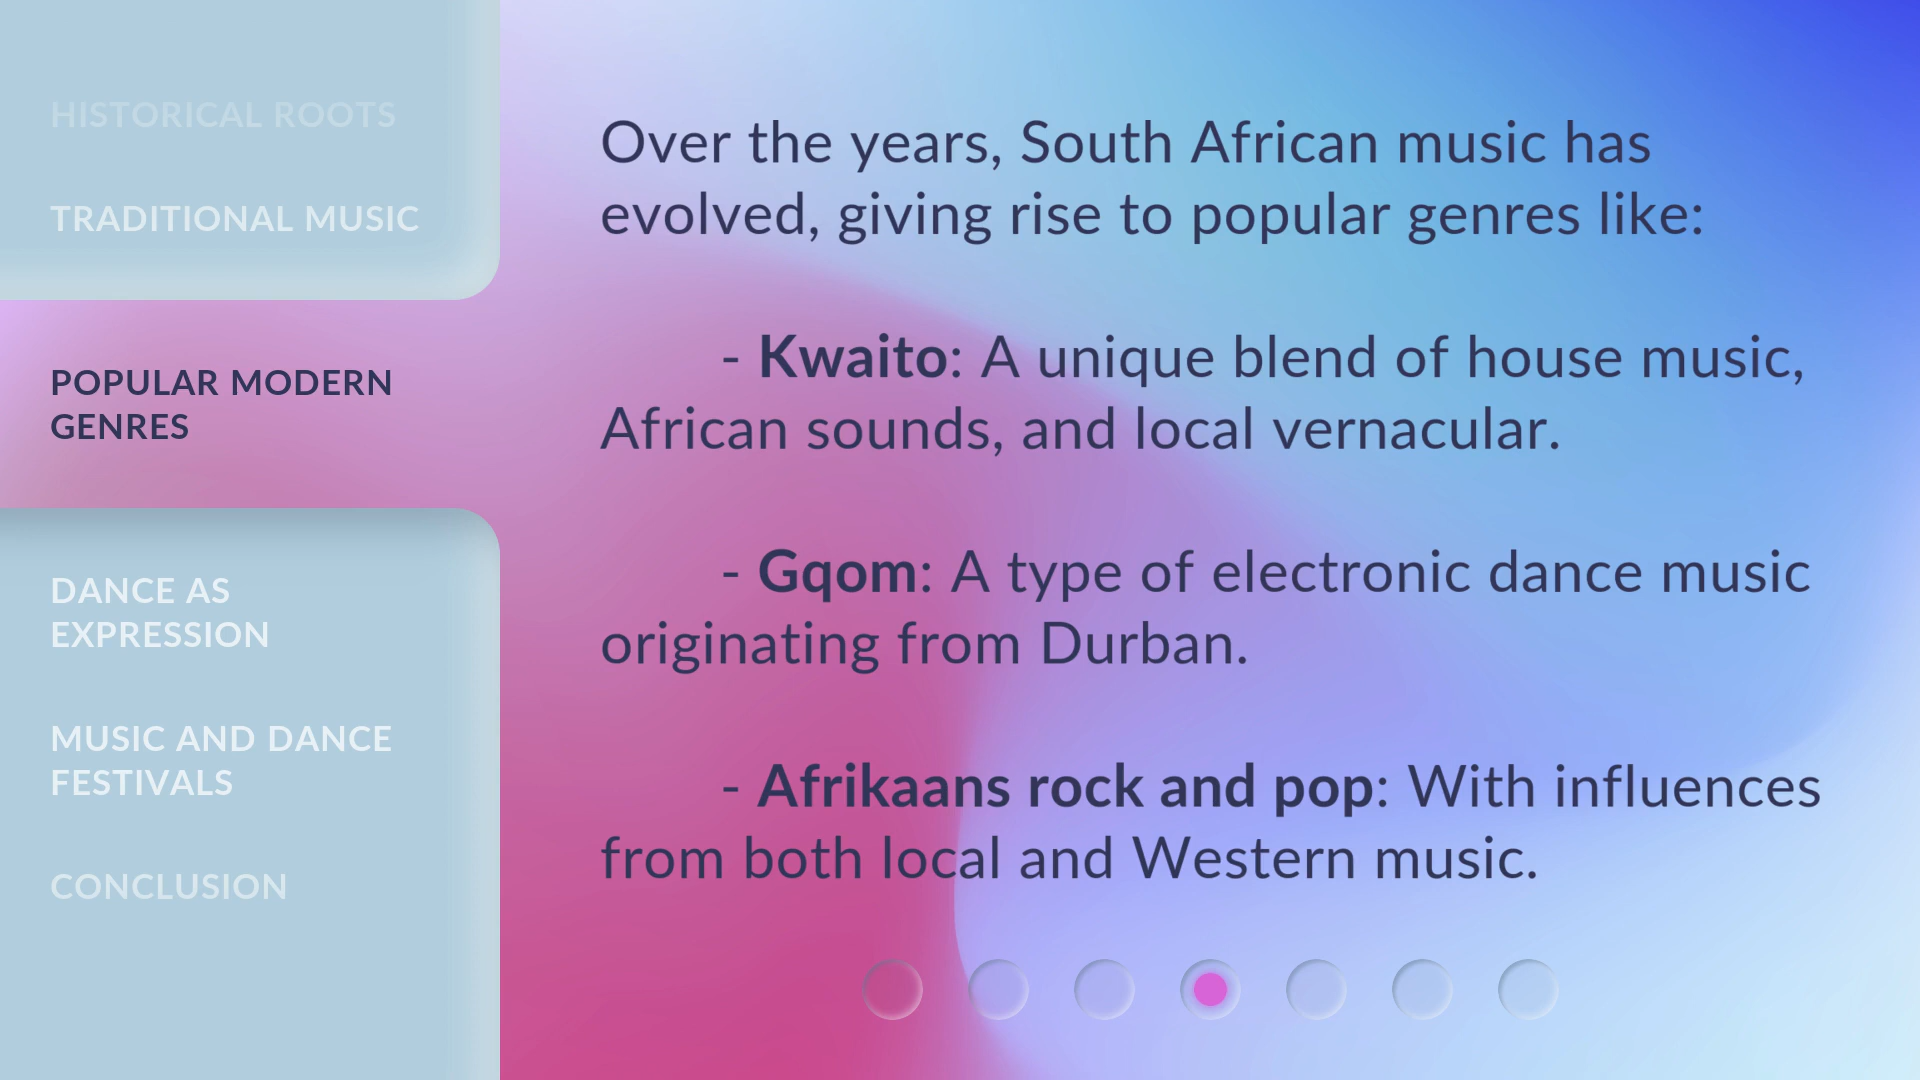 HISTORICAL ROOTS
TRADITIONAL MUSIC
POPULAR MODERN
GENRES
DANCE AS
EXPRESSION
MUSIC AND DANCE
FESTIVALS
CONCLUSION
Over the years, South African music has
evolved, giving rise to popular genres like:
- Kwaito: A unique blend of house music,
African sounds, and local vernacular.
- Gqom: A type of electronic dance music
originating from Durban.
- Afrikaans rock and pop: With influences
from both local and Western music.